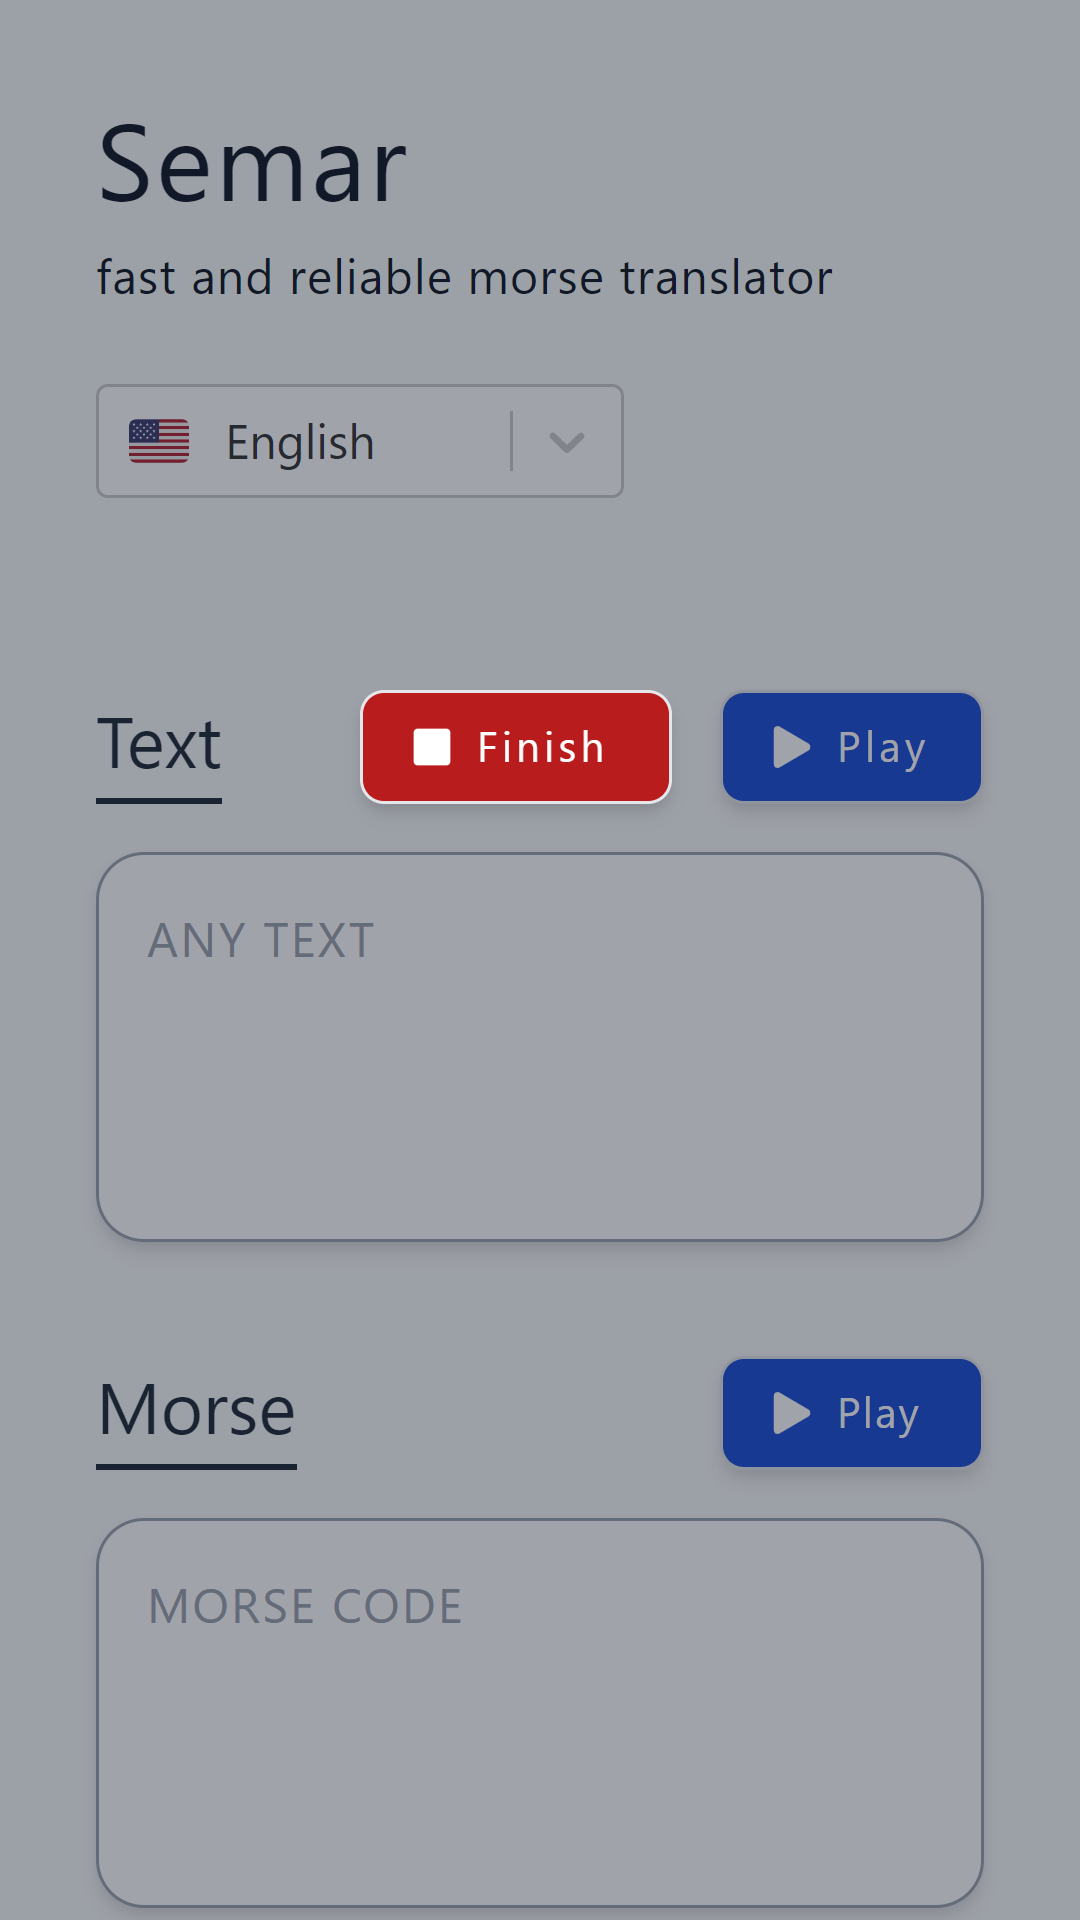 Semar
fast and reliable morse translator
English
Text
Finish
Play
ANY TEXT
Morse
Play
MORSE CODE